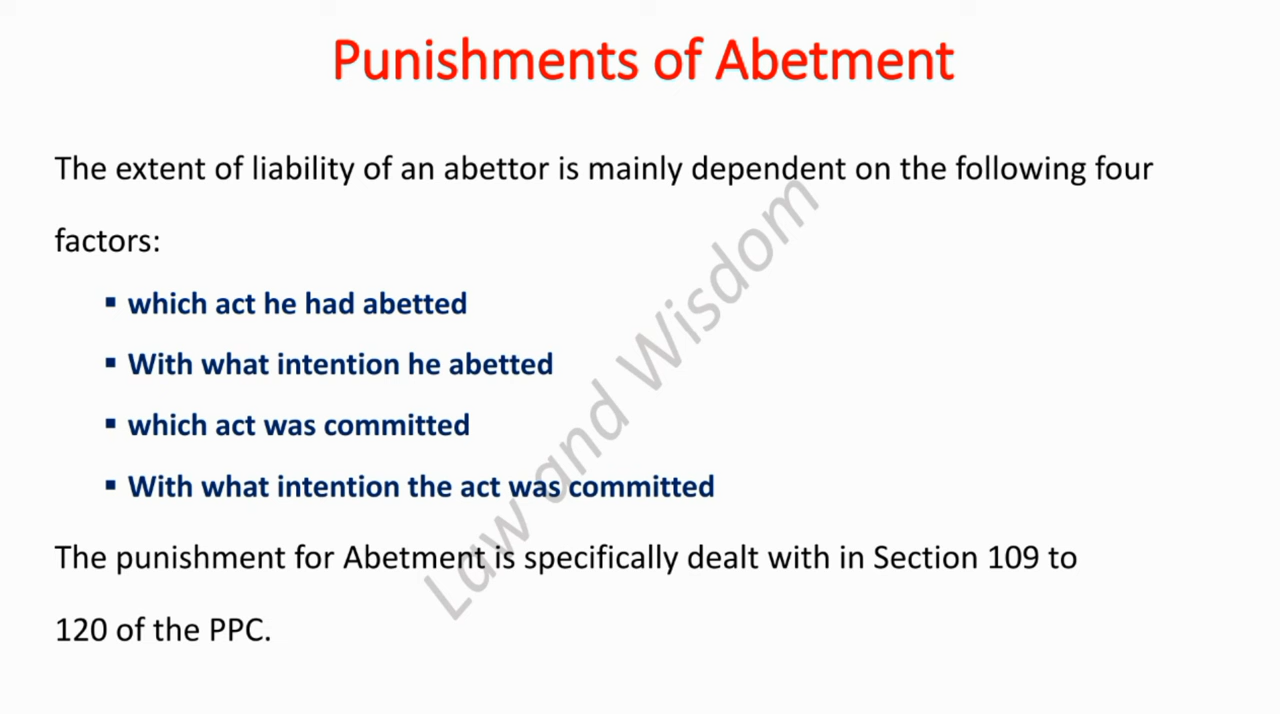 Punishments of Abetment
The extent of liability of an abettor is mainly dependent on the following four
factors:
▪ which act he had abetted
▪ With what intention he abetted
▪ which act was committed
▪ With what intention the act was committed
The punishment for Abetment is specifically dealt with in Section 109 to
120 of the PPC.
Law and Wisdom